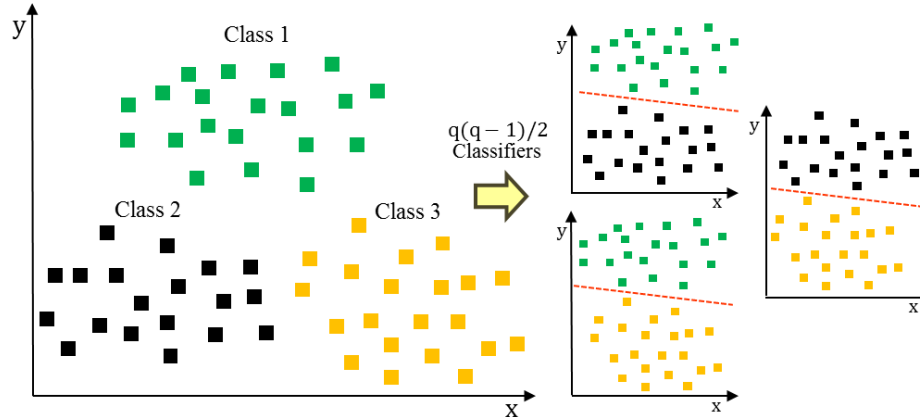 y
Class 1
Class 2
Class 3
x
q(q − 1)/2
Classifiers
y
x
y
x
y
x